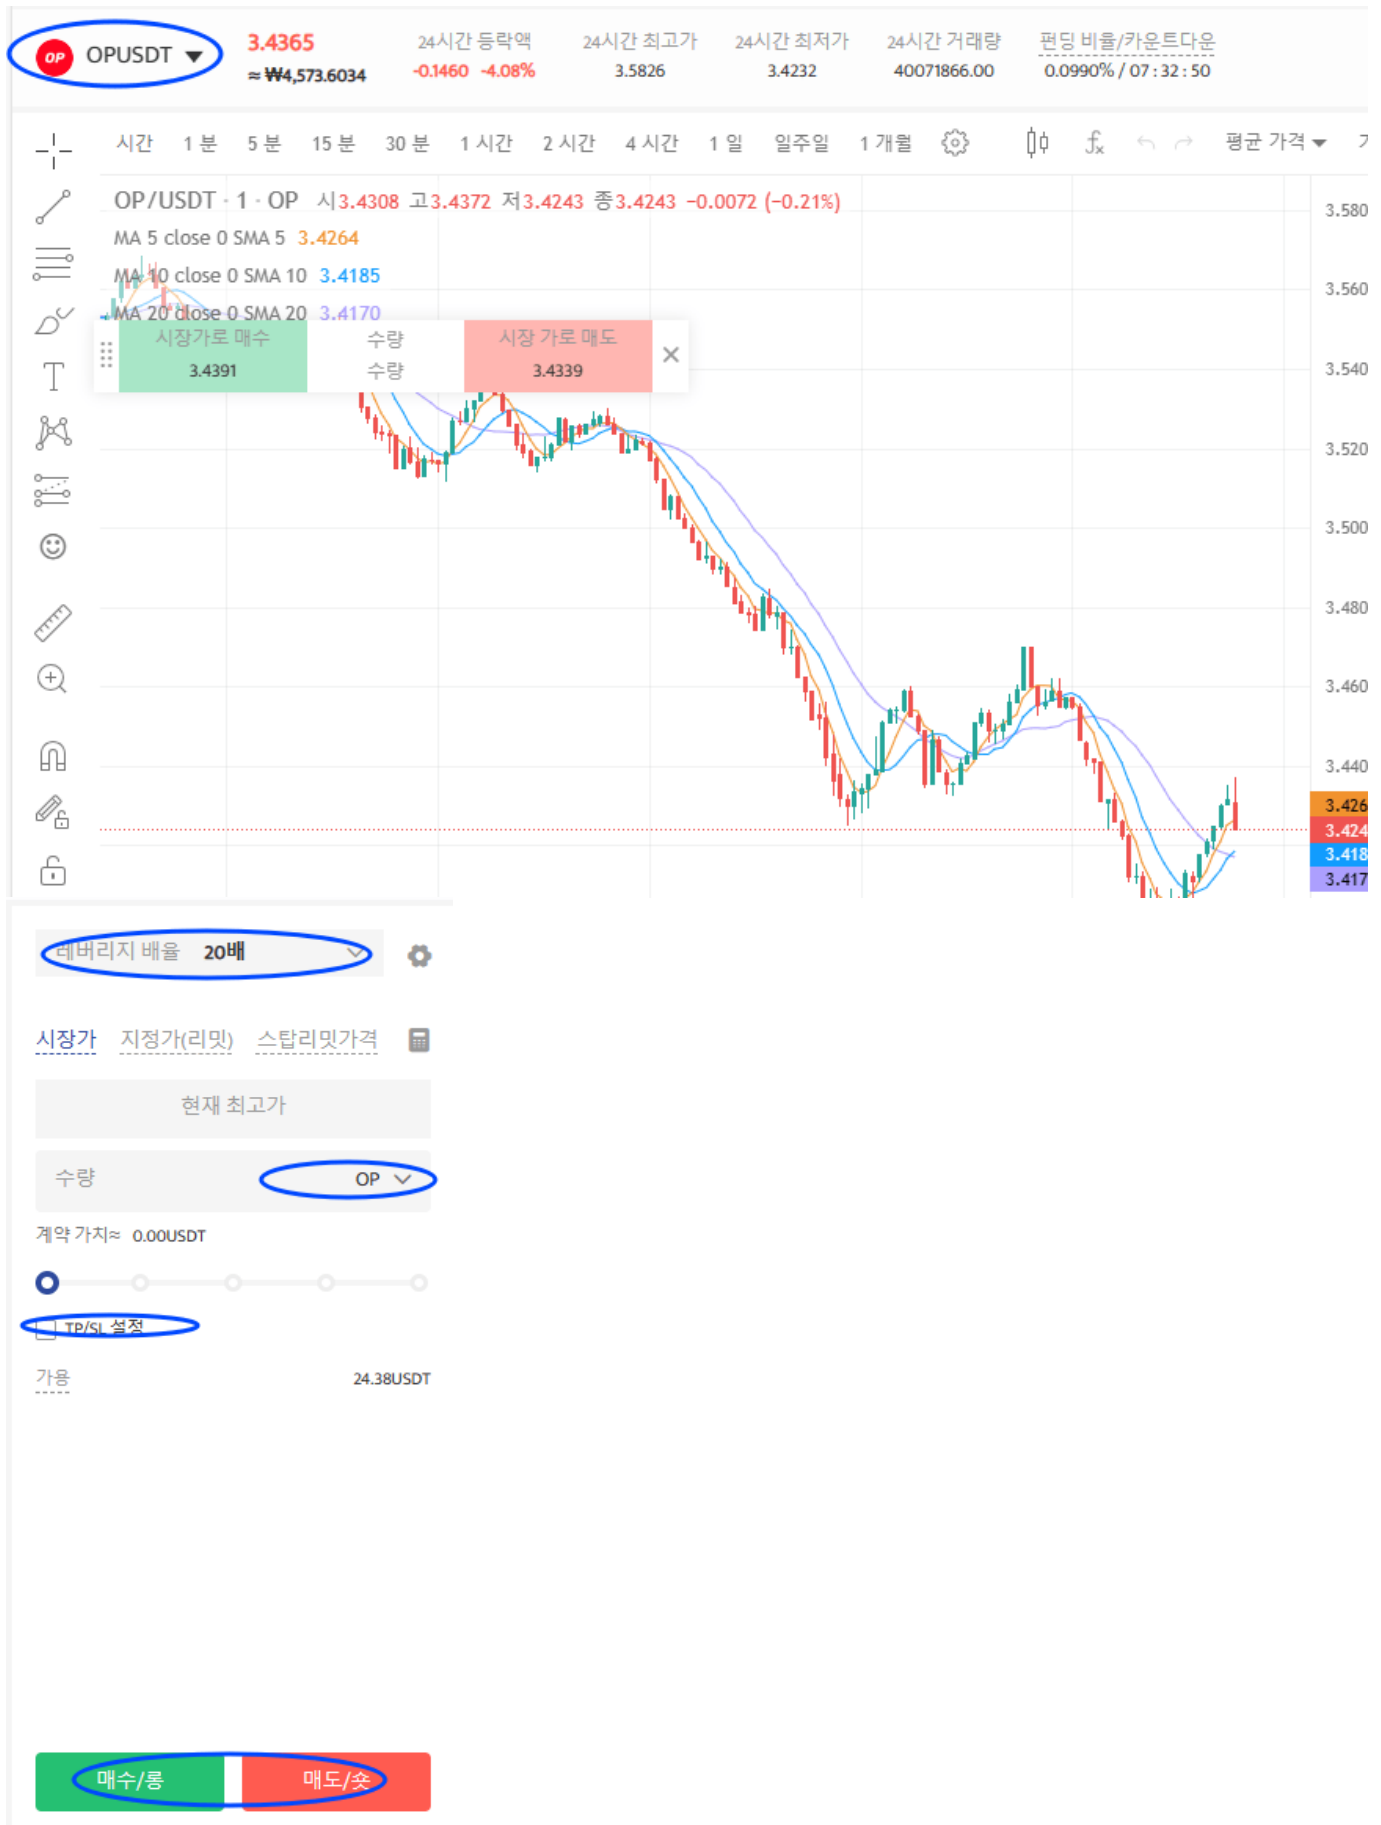 OP OPUSDT
3.4365
≈ ₩4,573.6034
24시간 등락액
-0.1460 -4.08%
24시간 최고가
3.5826
24시간 최저가
3.4232
24시간 거래량
40071866.00
펀딩 비율/카운트다운
0.0990% / 07 : 32 : 50
시간 1 분 5 분 15 분 30 분 1 시간 2 시간 4 시간 1 일 일주일 1 개월 평균 가격
OP/USDT · 1 · OP 시3.4308 고3.4372 저3.4243 종3.4243 −0.0072 (−0.21%)
MA 5 close 0 SMA 5 3.4264
MA 10 close 0 SMA 10 3.4185
MA 20 close 0 SMA 20 3.4170
시장가로 매수
3.4391
수량
수량
시장 가로 매도
3.4339
3.580
3.560
3.540
3.520
3.500
3.480
3.460
3.440
3.426
3.424
3.418
3.417
레버리지 배율 20배
시장가 지정가(리밋) 스탑리밋가격
현재 최고가
수량 OP
계약 가치≈ 0.00USDT
TP/SL 설정
가용 24.38USDT
매수/롱 매도/숏